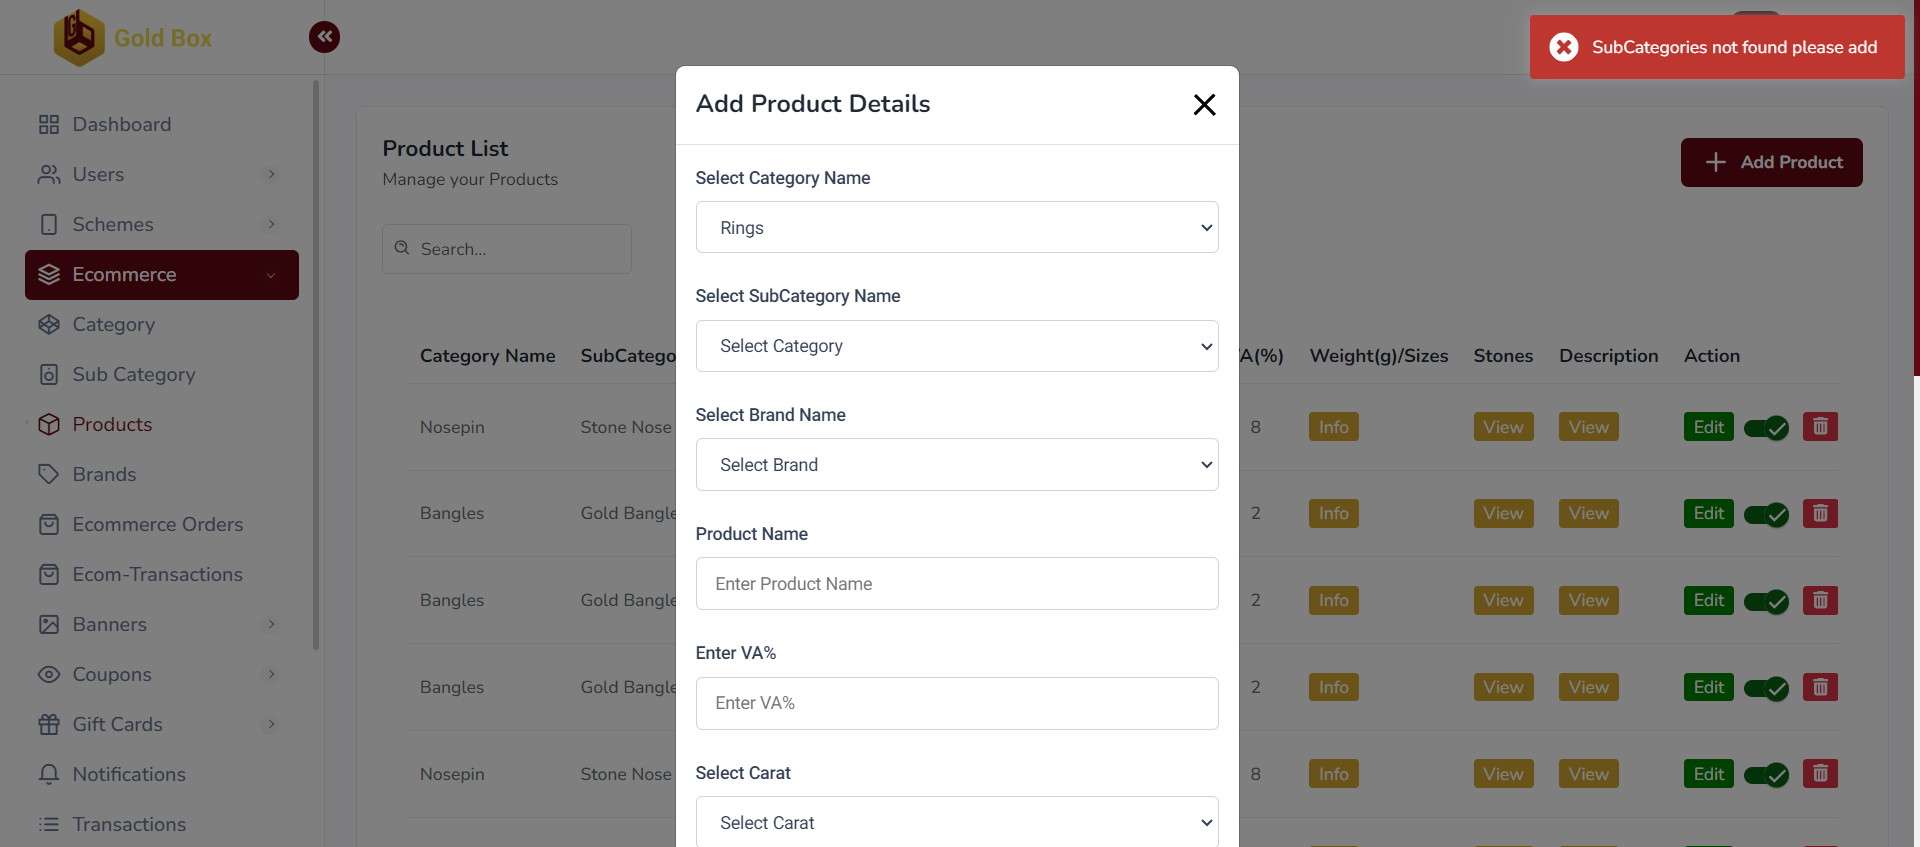 Gold Box
SubCategories not found please add
Dashboard
Users
Schemes
Ecommerce
Category
Sub Category
Products
Brands
Ecommerce Orders
Ecom-Transactions
Banners
Coupons
Gift Cards
Notifications
Transactions
Product List
Manage your Products
Search...
Add Product
Add Product Details
Select Category Name
Rings
Select SubCategory Name
Select Category
Select Brand Name
Select Brand
Product Name
Enter Product Name
Enter VA%
Enter VA%
Select Carat
Select Carat
Category Name SubCatego A(%) Weight(g)/Sizes Stones Description Action
Nosepin Stone Nose 8 Info View View Edit
Bangles Gold Bangle 2 Info View View Edit
Bangles Gold Bangle 2 Info View View Edit
Bangles Gold Bangle 2 Info View View Edit
Nosepin Stone Nose 8 Info View View Edit